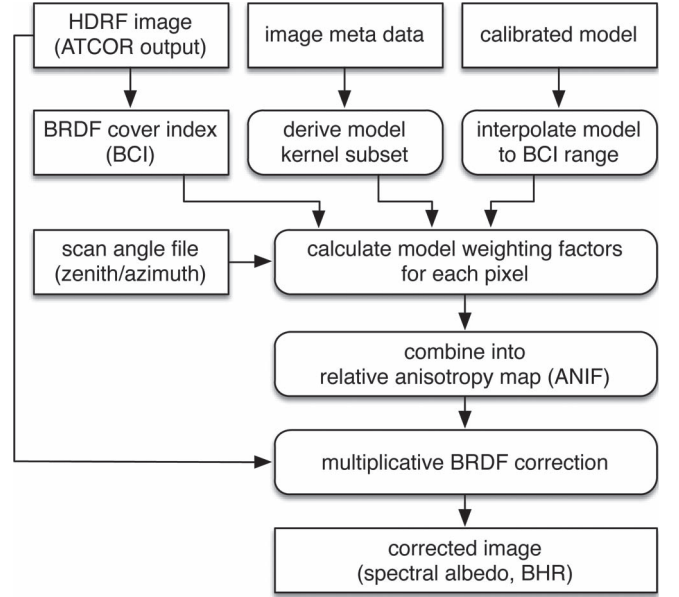 HDRF image
(ATCOR output)
image meta data
calibrated model
BRDF cover index
(BCI)
derive model
kernel subset
interpolate model
to BCI range
scan angle file
(zenith/azimuth)
calculate model weighting factors
for each pixel
combine into
relative anisotropy map (ANIF)
multiplicative BRDF correction
corrected image
(spectral albedo, BHR)